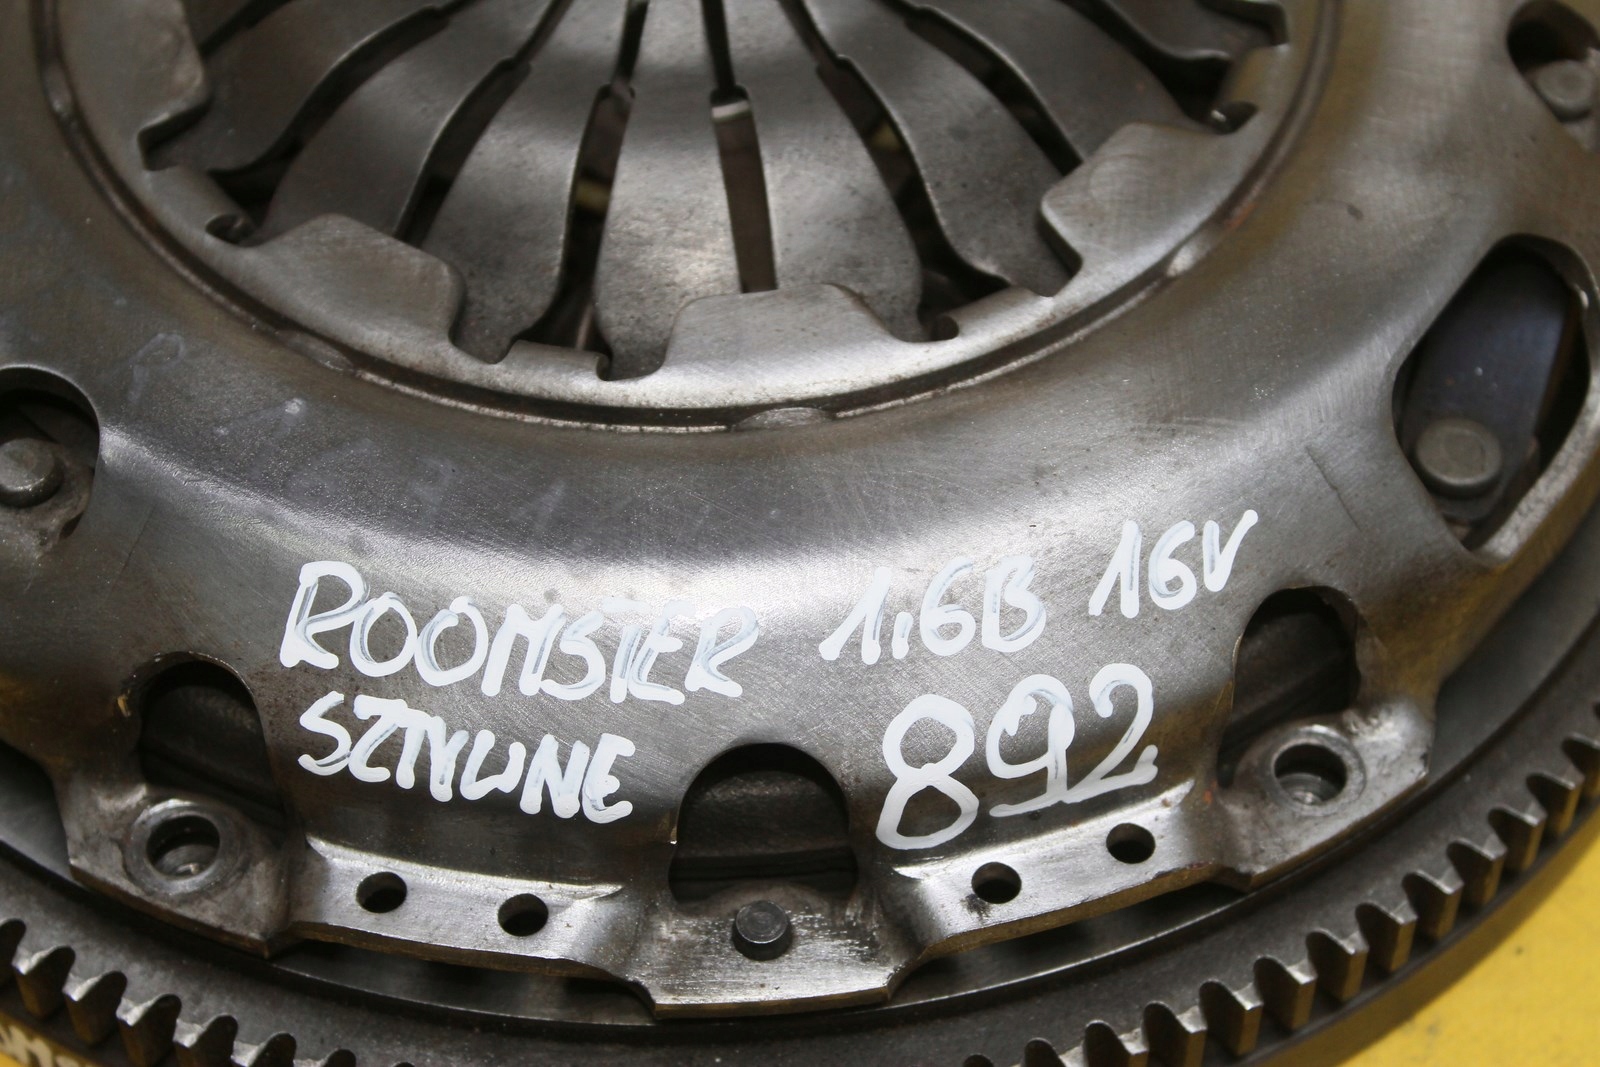 ROOMSTER 1.6B 16V
SZTYWNE 892